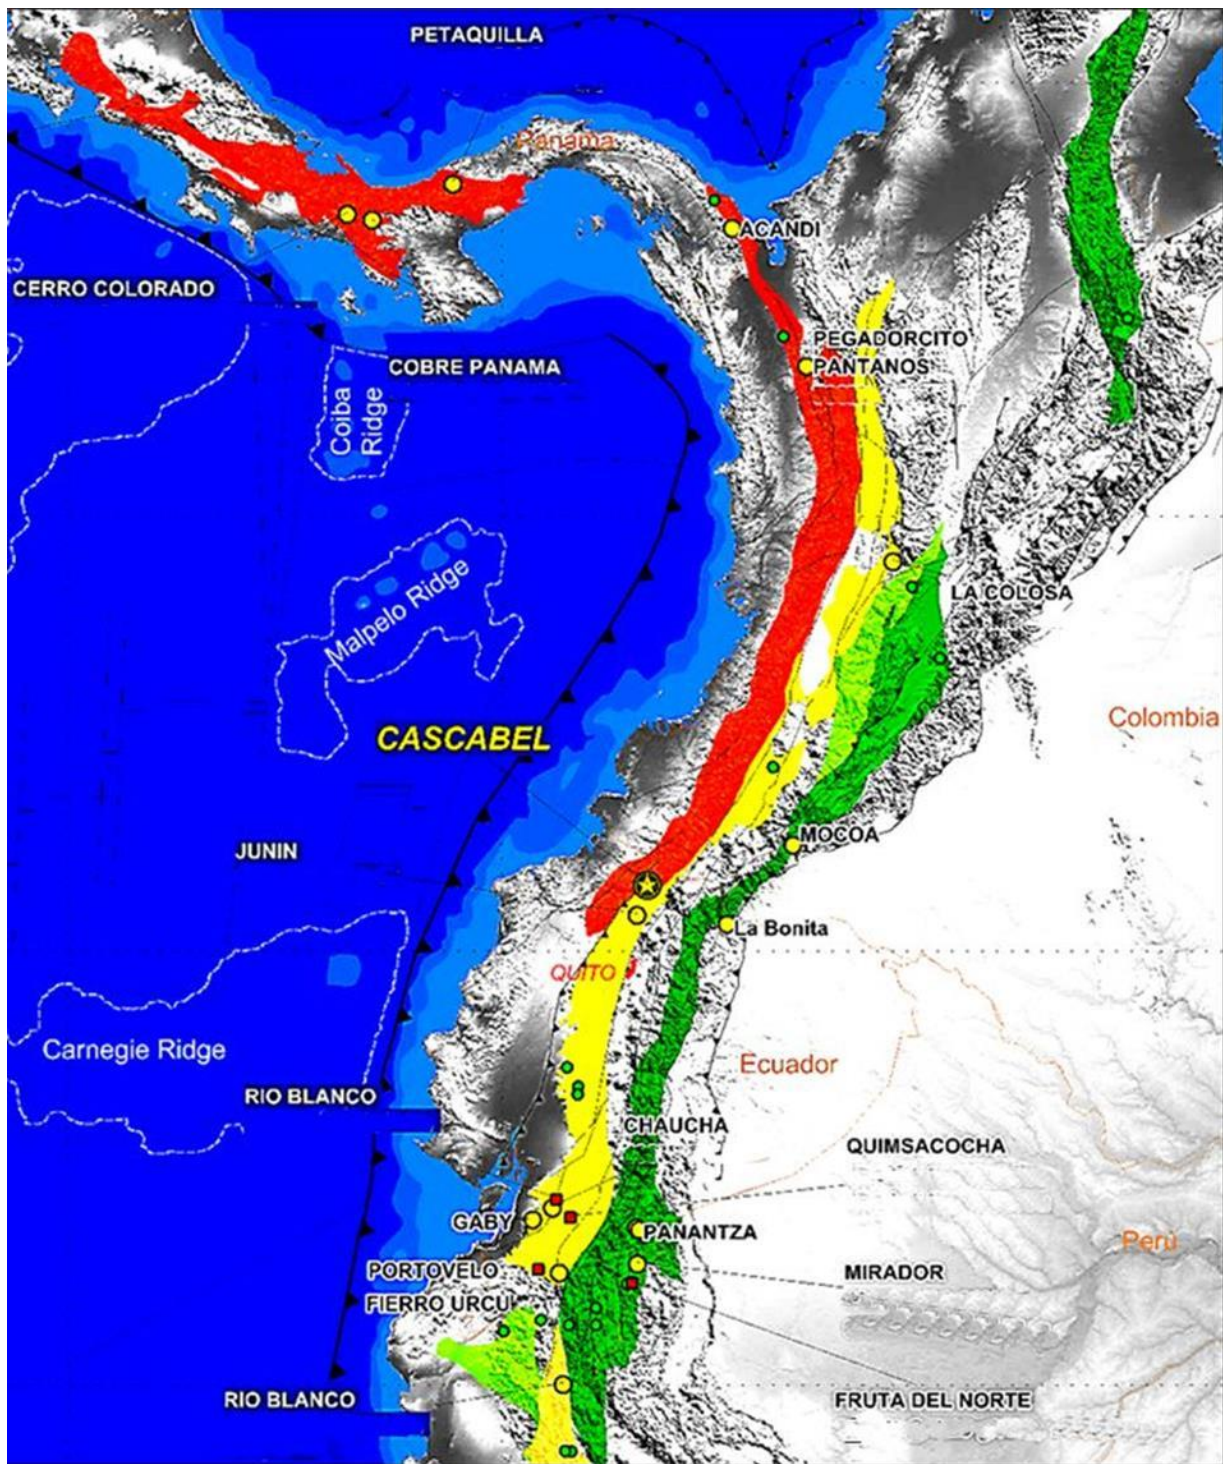 PETAQUILLA
Panama
ACANDI
CERRO COLORADO
PEGADORCITO
COBRE PANAMA
PANTANOS
Coiba
Ridge
Malpelo Ridge
LA COLOSA
Colombia
CASCABEL
MOCOA
JUNIN
La Bonita
QUITO
Carnegie Ridge
Ecuador
RIO BLANCO
CHAUCHA
QUIMSACOCHA
GABY
PANANTZA
Perú
PORTOVELO
MIRADOR
FIERRO URCU
RIO BLANCO
FRUTA DEL NORTE